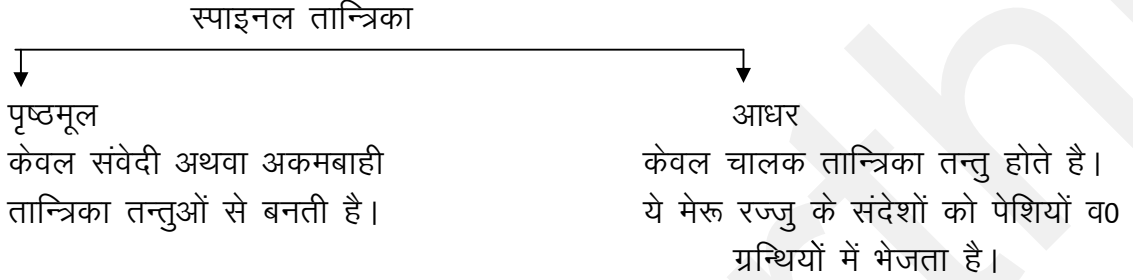 स्पाइनल तान्त्रिका
पृष्ठमूल
केवल संवेदी अथवा अकमबाही
तान्त्रिका तन्तुओं से बनती है।
आधर
केवल चालक तान्त्रिका तन्तु होते है।
ये मेरू रज्जु के संदेशों को पेशियों व0
ग्रन्थियों में भेजता है।